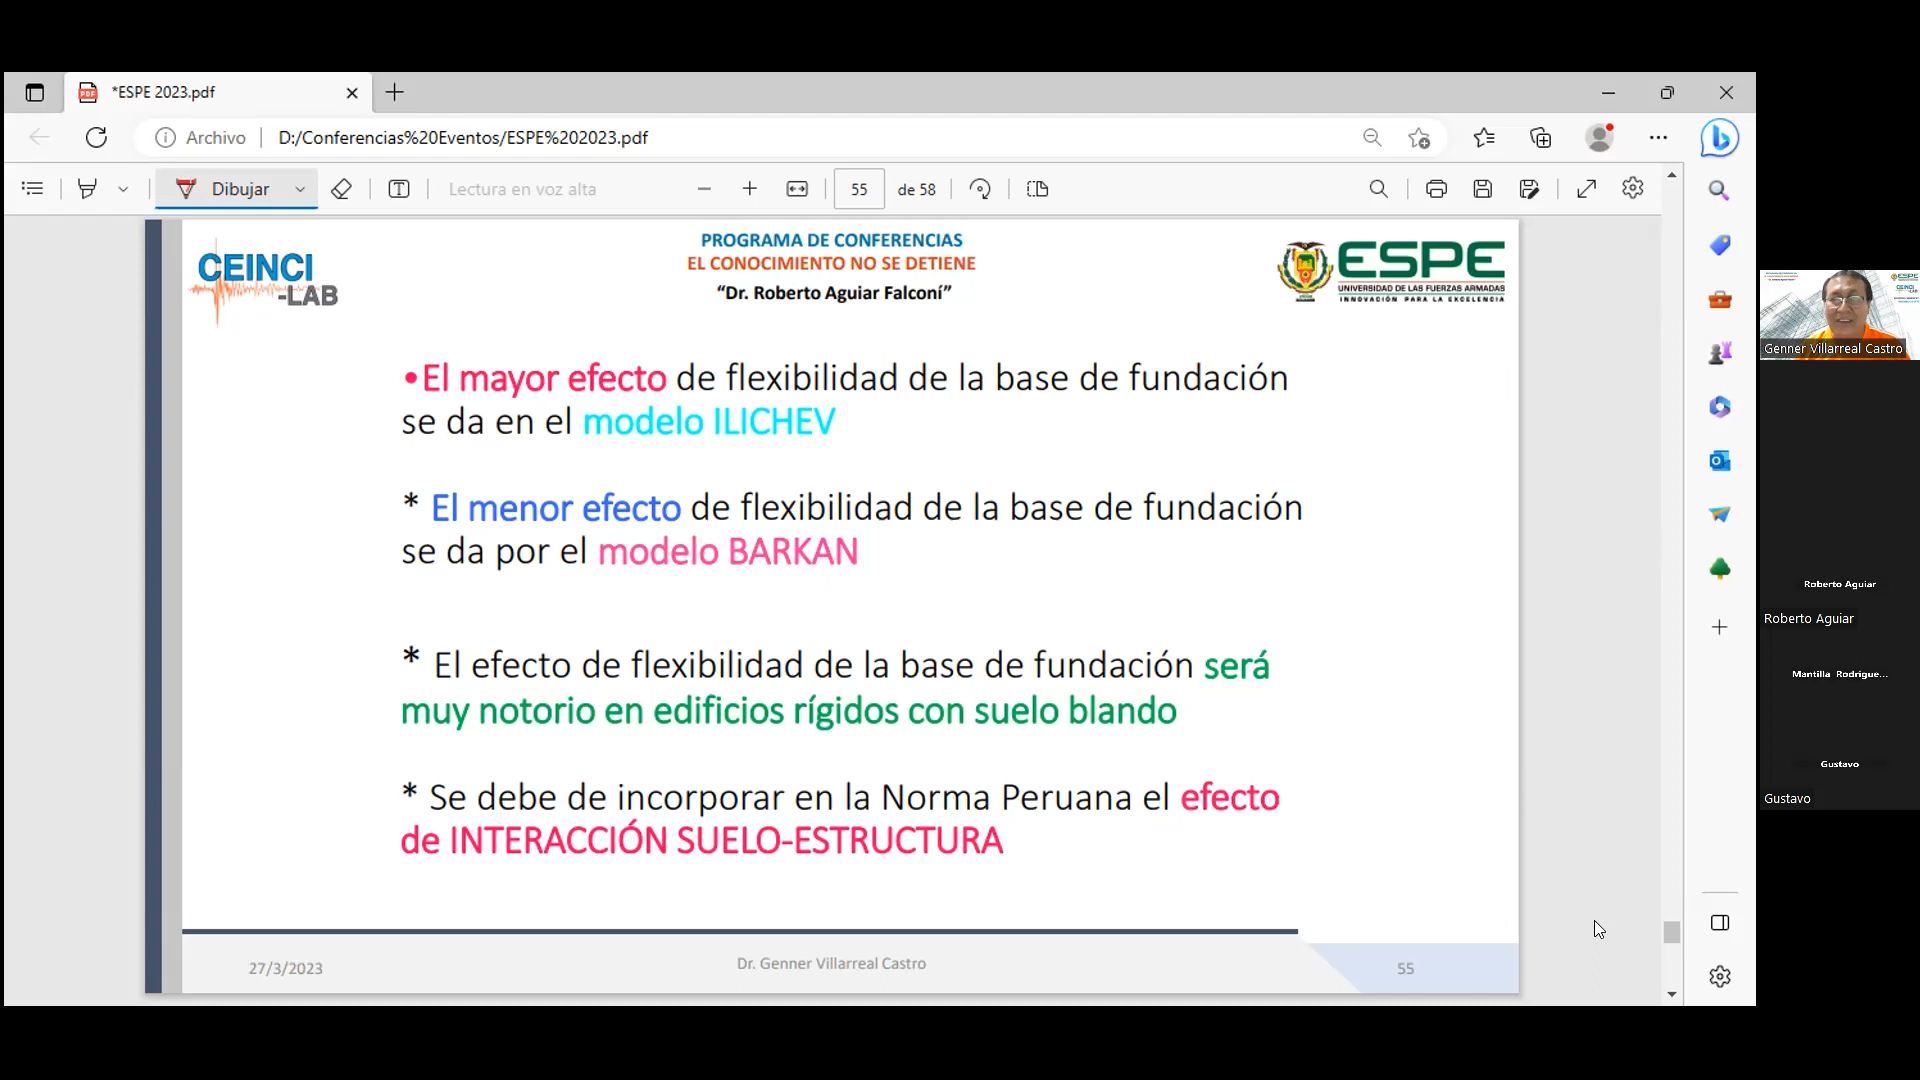 *ESPE 2023.pdf
Archivo
D:/Conferencias%20Eventos/ESPE%202023.pdf
Dibujar
Lectura en voz alta
55
de 58
CEINCI
-LAB
PROGRAMA DE CONFERENCIAS
EL CONOCIMIENTO NO SE DETIENE
“Dr. Roberto Aguiar Falconí”
ESPE
UNIVERSIDAD DE LAS FUERZAS ARMADAS
INNOVACIÓN PARA LA EXCELENCIA
•El mayor efecto de flexibilidad de la base de fundación
se da en el modelo ILICHEV
* El menor efecto de flexibilidad de la base de fundación
se da por el modelo BARKAN
* El efecto de flexibilidad de la base de fundación será
muy notorio en edificios rígidos con suelo blando
* Se debe de incorporar en la Norma Peruana el efecto
de INTERACCIÓN SUELO-ESTRUCTURA
27/3/2023
Dr. Genner Villarreal Castro
55
Genner Villarreal Castro
Roberto Aguiar
Roberto Aguiar
Mantilla Rodrigue...
Gustavo
Gustavo